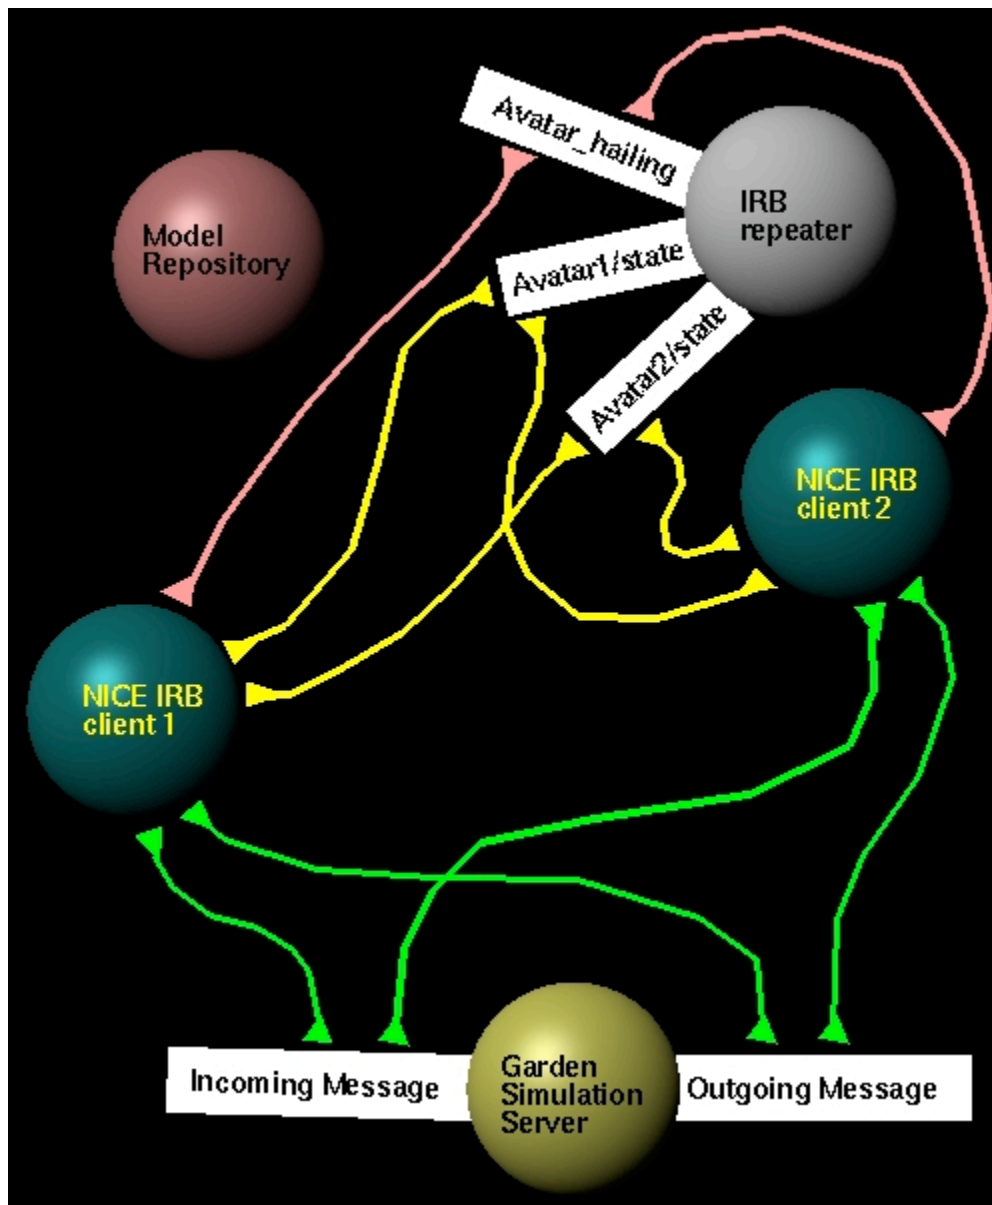 Avatar_hailing
IRB
repeater
Model
Repository
Avatar1/state
Avatar2/state
NICE IRB
client 2
NICE IRB
client 1
Garden
Simulation
Server
Incoming Message
Outgoing Message